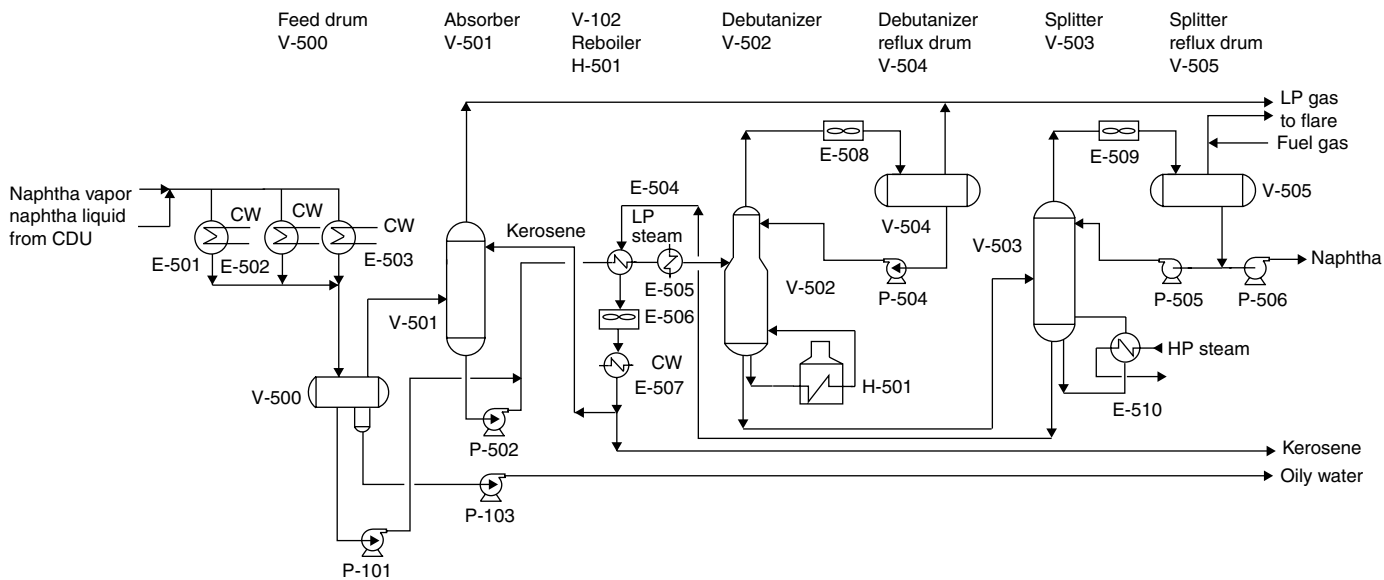 Feed drum
V-500
Absorber
V-501
V-102
Reboiler
H-501
Debutanizer
V-502
Debutanizer
reflux drum
V-504
Splitter
V-503
Splitter
reflux drum
V-505
LP gas
to flare
Fuel gas
E-508
E-509
V-505
Naphtha vapor
naphtha liquid
from CDU
CW
CW
CW
E-501
E-502
E-503
Kerosene
E-504
LP
steam
E-505
V-504
V-503
Naphtha
P-504
P-505
P-506
V-501
V-502
E-506
CW
E-507
H-501
HP steam
E-510
V-500
P-502
Kerosene
Oily water
P-103
P-101